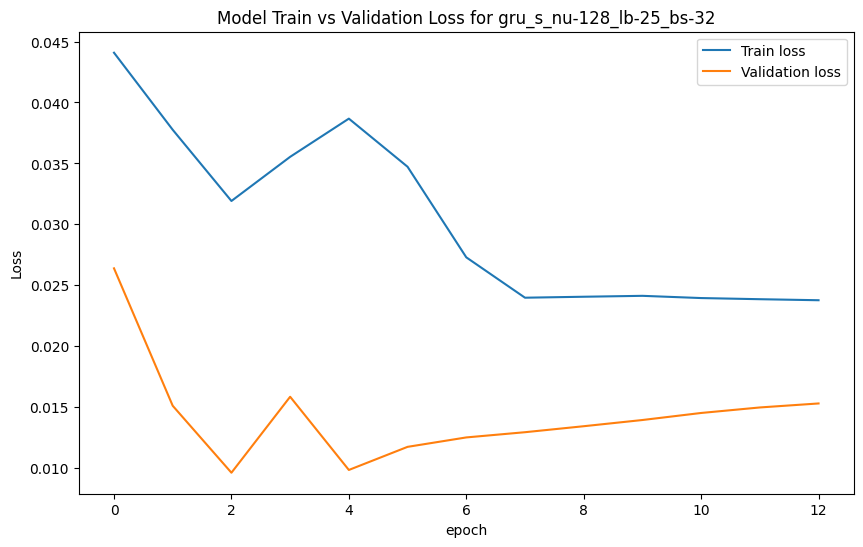 Model Train vs Validation Loss for gru_s_nu-128_lb-25_bs-32
Train loss
Validation loss
0.045
0.040
0.035
0.030
0.025
0.020
0.015
0.010
Loss
0 2 4 6 8 10 12
epoch